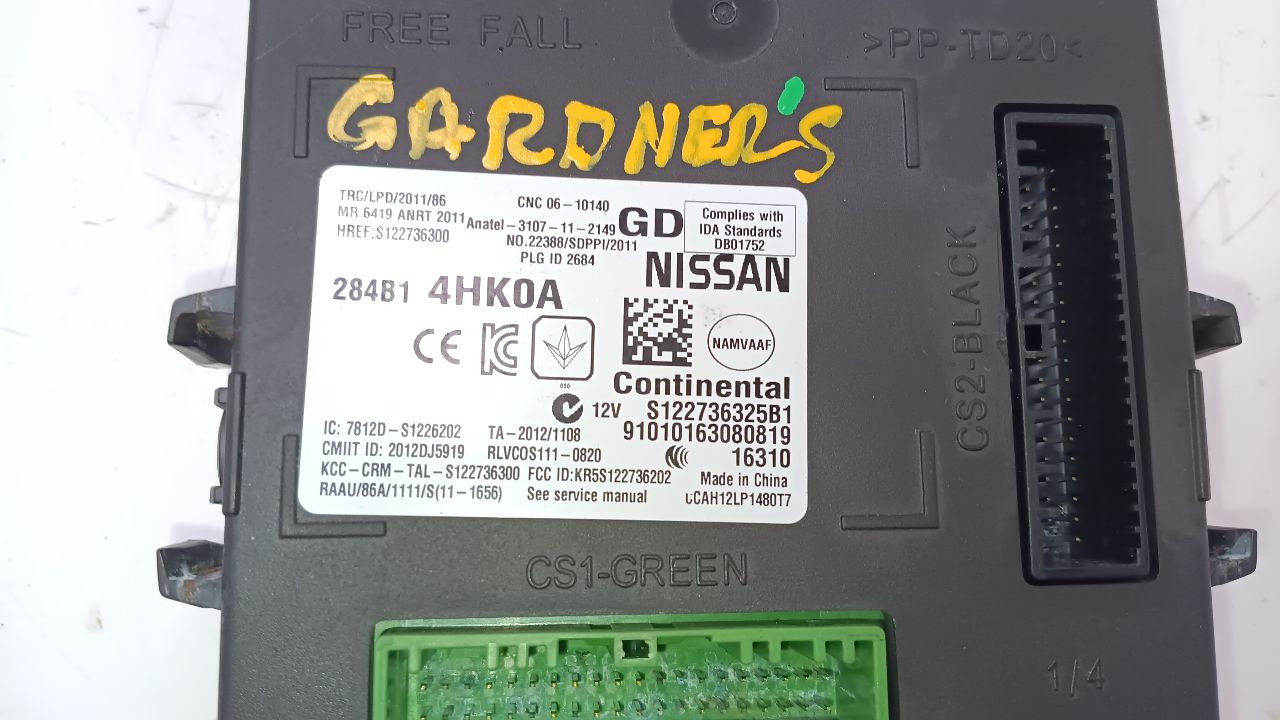 FREE FALL
>PP-TD20<
GARDNER'S
TRC/LPD/2011/86
MR 6419 ANRT 2011
HREF:S122736300
CNC 06-10140
Anatel-3107-11-2149
NO.22388/SDPPI/2011
PLG ID 2684
GD
Complies with
IDA Standards
DB01752
NISSAN
284B1 4HK0A
CE
KC
090
NAMVAAF
Continental
12V S122736325B1
91010163080819
16310
Made in China
CCAH12LP1480T7
IC: 7812D-S1226202 TA-2012/1108
CMIIT ID: 2012DJ5919 RLVCOS111-0820
KCC-CRM-TAL-S122736300 FCC ID:KR5S122736202
RAAU/86A/1111/S(11-1656) See service manual
CS2-BLACK
CS1-GREEN
1/4